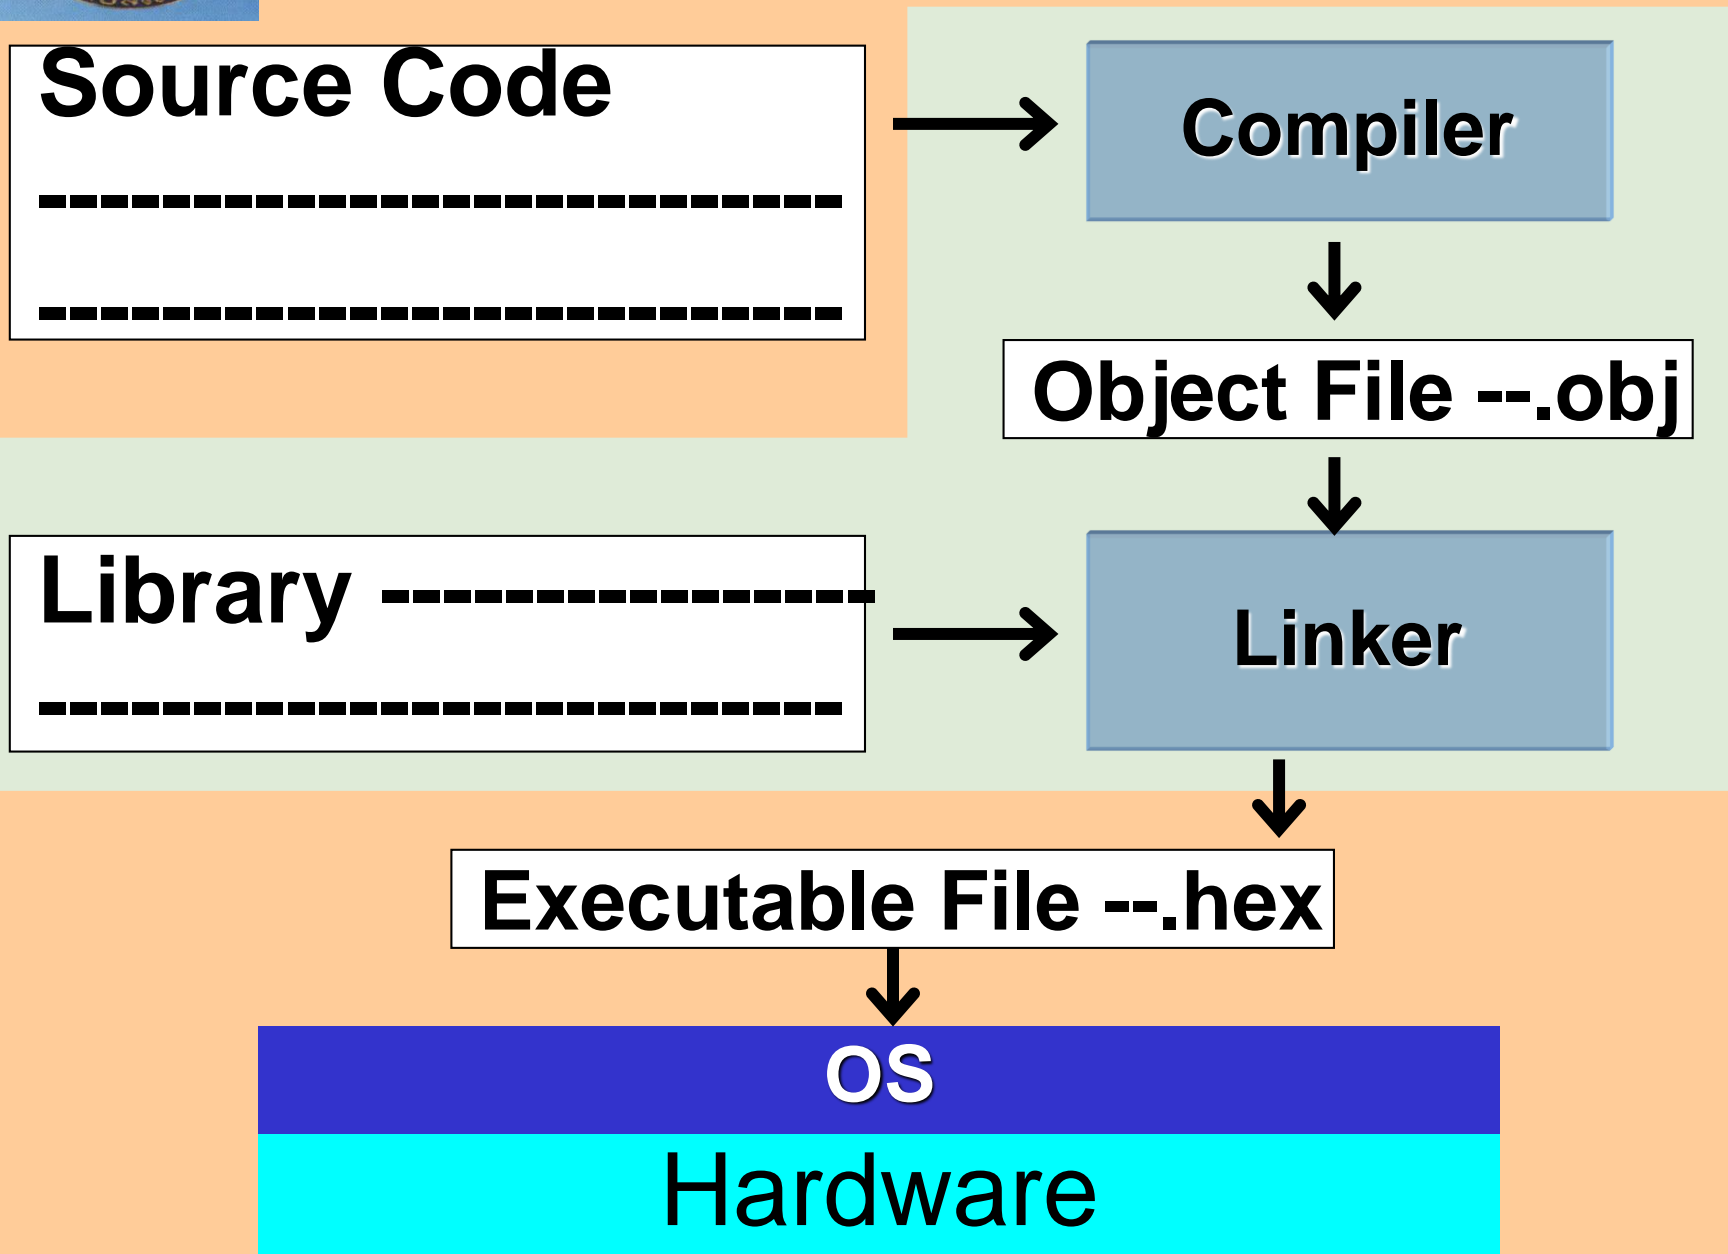 Source Code
--------------------------
--------------------------
Compiler
Object File --.obj
Library ----------------
--------------------------
Linker
Executable File --.hex
OS
Hardware